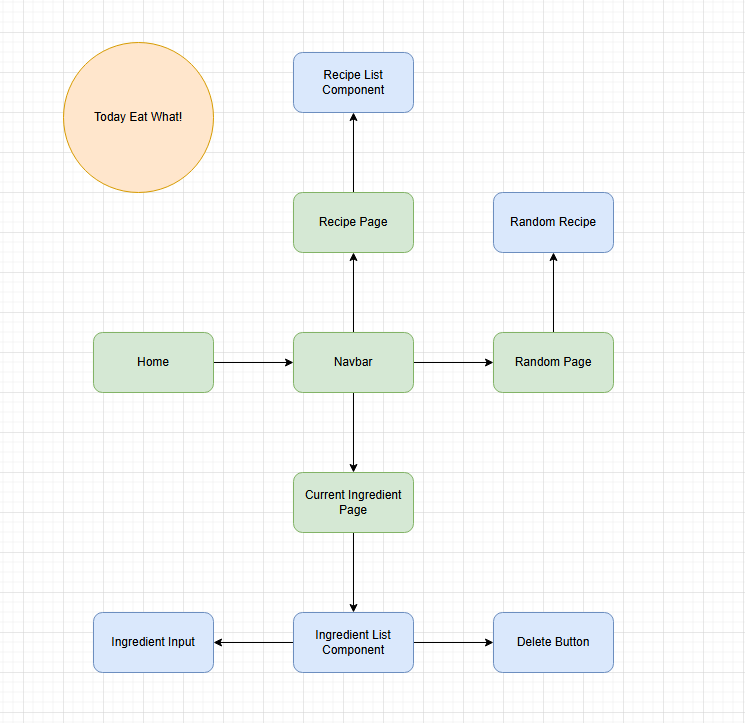 Today Eat What!
Recipe List
Component
Recipe Page
Random Recipe
Home
Navbar
Random Page
Current Ingredient
Page
Ingredient Input
Ingredient List
Component
Delete Button